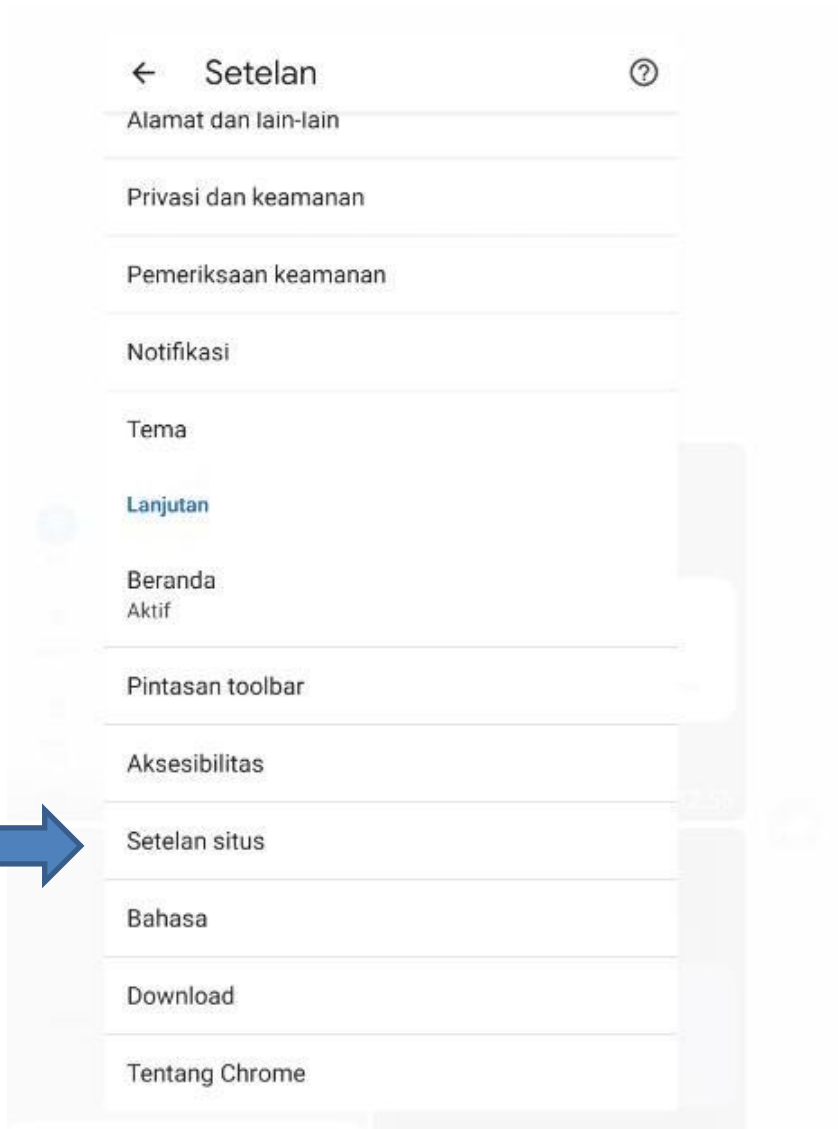 Setelan
Alamat dan lain-lain
Privasi dan keamanan
Pemeriksaan keamanan
Notifikasi
Tema
Lanjutan
Beranda
Aktif
Pintasan toolbar
Aksesibilitas
Setelan situs
Bahasa
Download
Tentang Chrome